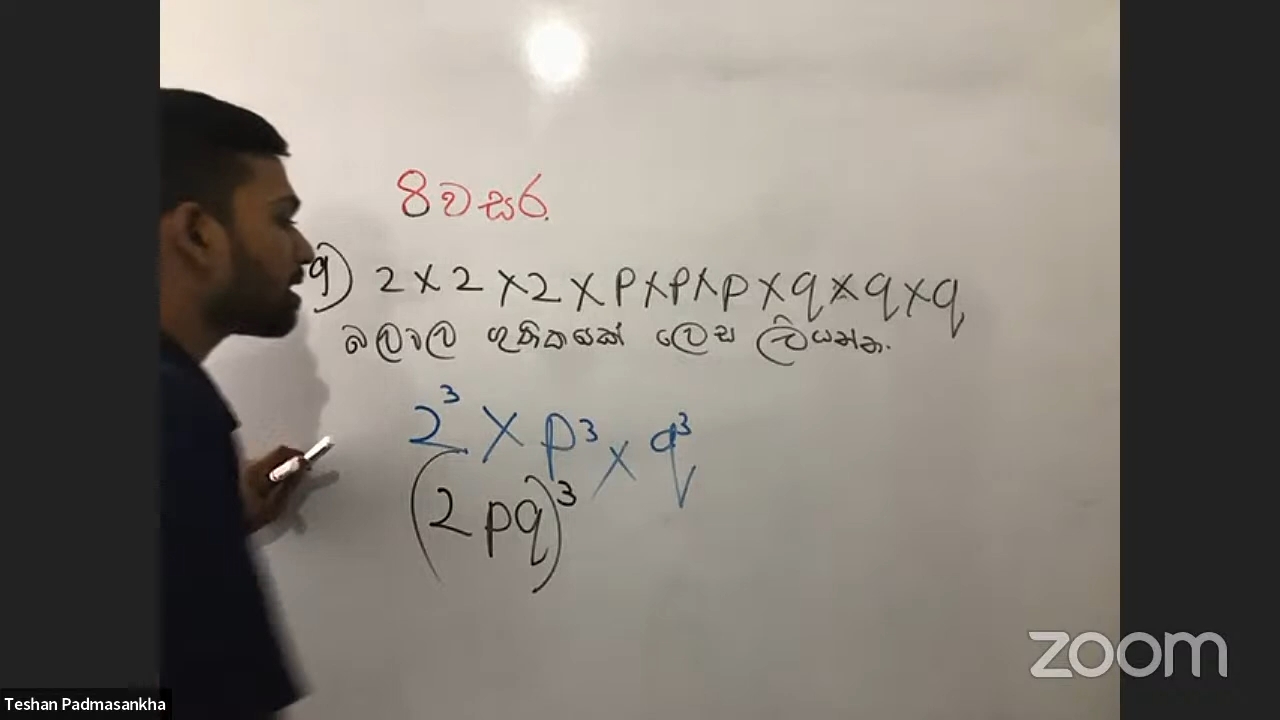 8 වසර.
9) 2 × 2 × 2 × p × p × p × q × q × q
බලවල ගුණිතයක් ලෙස ලියන්න.
2³ × p³ × q³
(2pq)³
zoom
Teshan Padmasankha